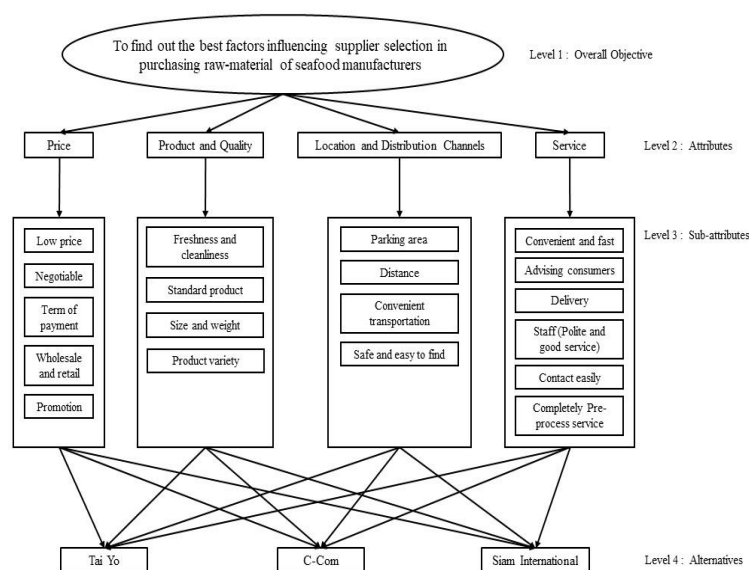 To find out the best factors influencing supplier selection in
purchasing raw-material of seafood manufacturers
Level 1 : Overall Objective
Price
Product and Quality
Location and Distribution Channels
Service
Level 2 : Attributes
Low price
Negotiable
Term of
payment
Wholesale
and retail
Promotion
Freshness and
cleanliness
Standard product
Size and weight
Product variety
Parking area
Distance
Convenient
transportation
Safe and easy to find
Convenient and fast
Advising consumers
Delivery
Staff (Polite and
good service)
Contact easily
Completely Pre-
process service
Level 3 : Sub-attributes
Tai Yo
C-Com
Siam International
Level 4 : Alternatives